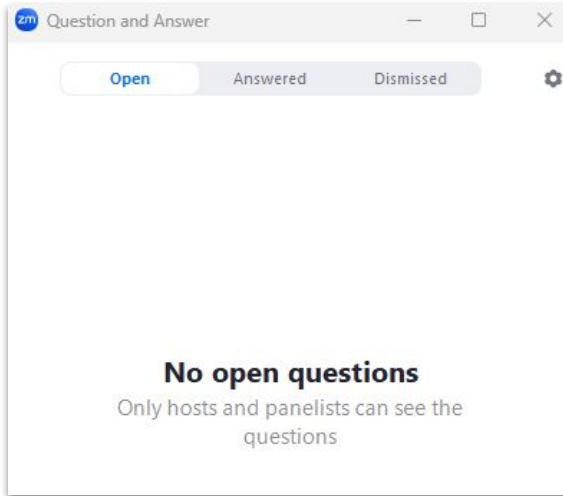 zm Question and Answer
Open Answered Dismissed
No open questions
Only hosts and panelists can see the
questions